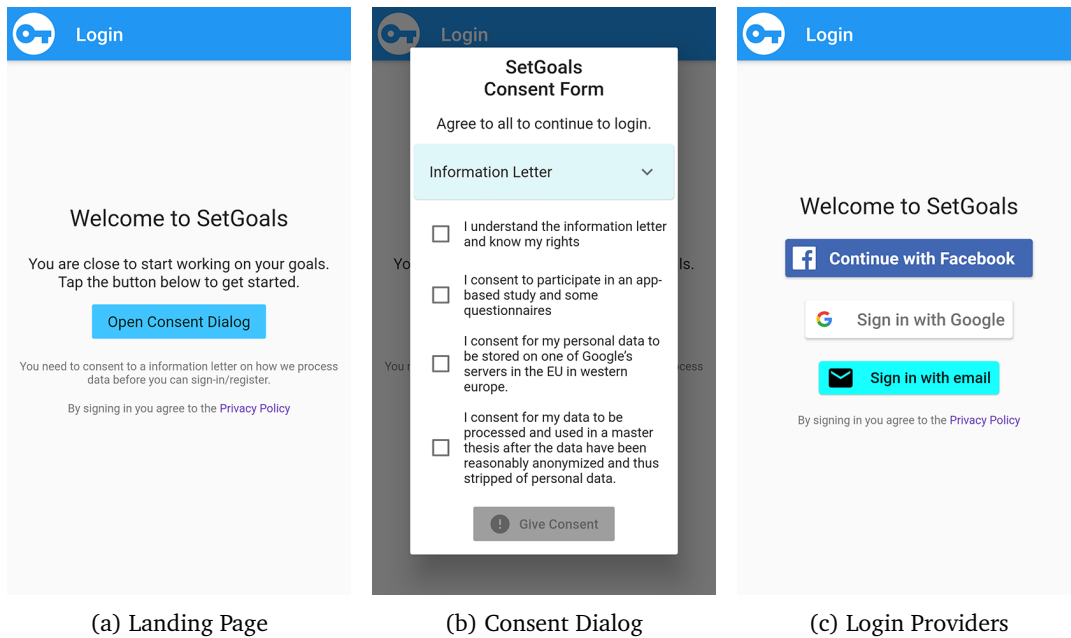 Login
Welcome to SetGoals
You are close to start working on your goals.
Tap the button below to get started.
Open Consent Dialog
You need to consent to a information letter on how we process
data before you can sign-in/register.
By signing in you agree to the Privacy Policy
(a) Landing Page
Login
SetGoals
Consent Form
Agree to all to continue to login.
Information Letter
I understand the information letter
and know my rights
Yo
ls.
I consent to participate in an app-
based study and some
questionnaires
I consent for my personal data to
be stored on one of Google's
servers in the EU in western
europe.
You r
cess
I consent for my data to be
processed and used in a master
thesis after the data have been
reasonably anonymized and thus
stripped of personal data.
Give Consent
(b) Consent Dialog
Login
Welcome to SetGoals
Continue with Facebook
Sign in with Google
Sign in with email
By signing in you agree to the Privacy Policy
(c) Login Providers